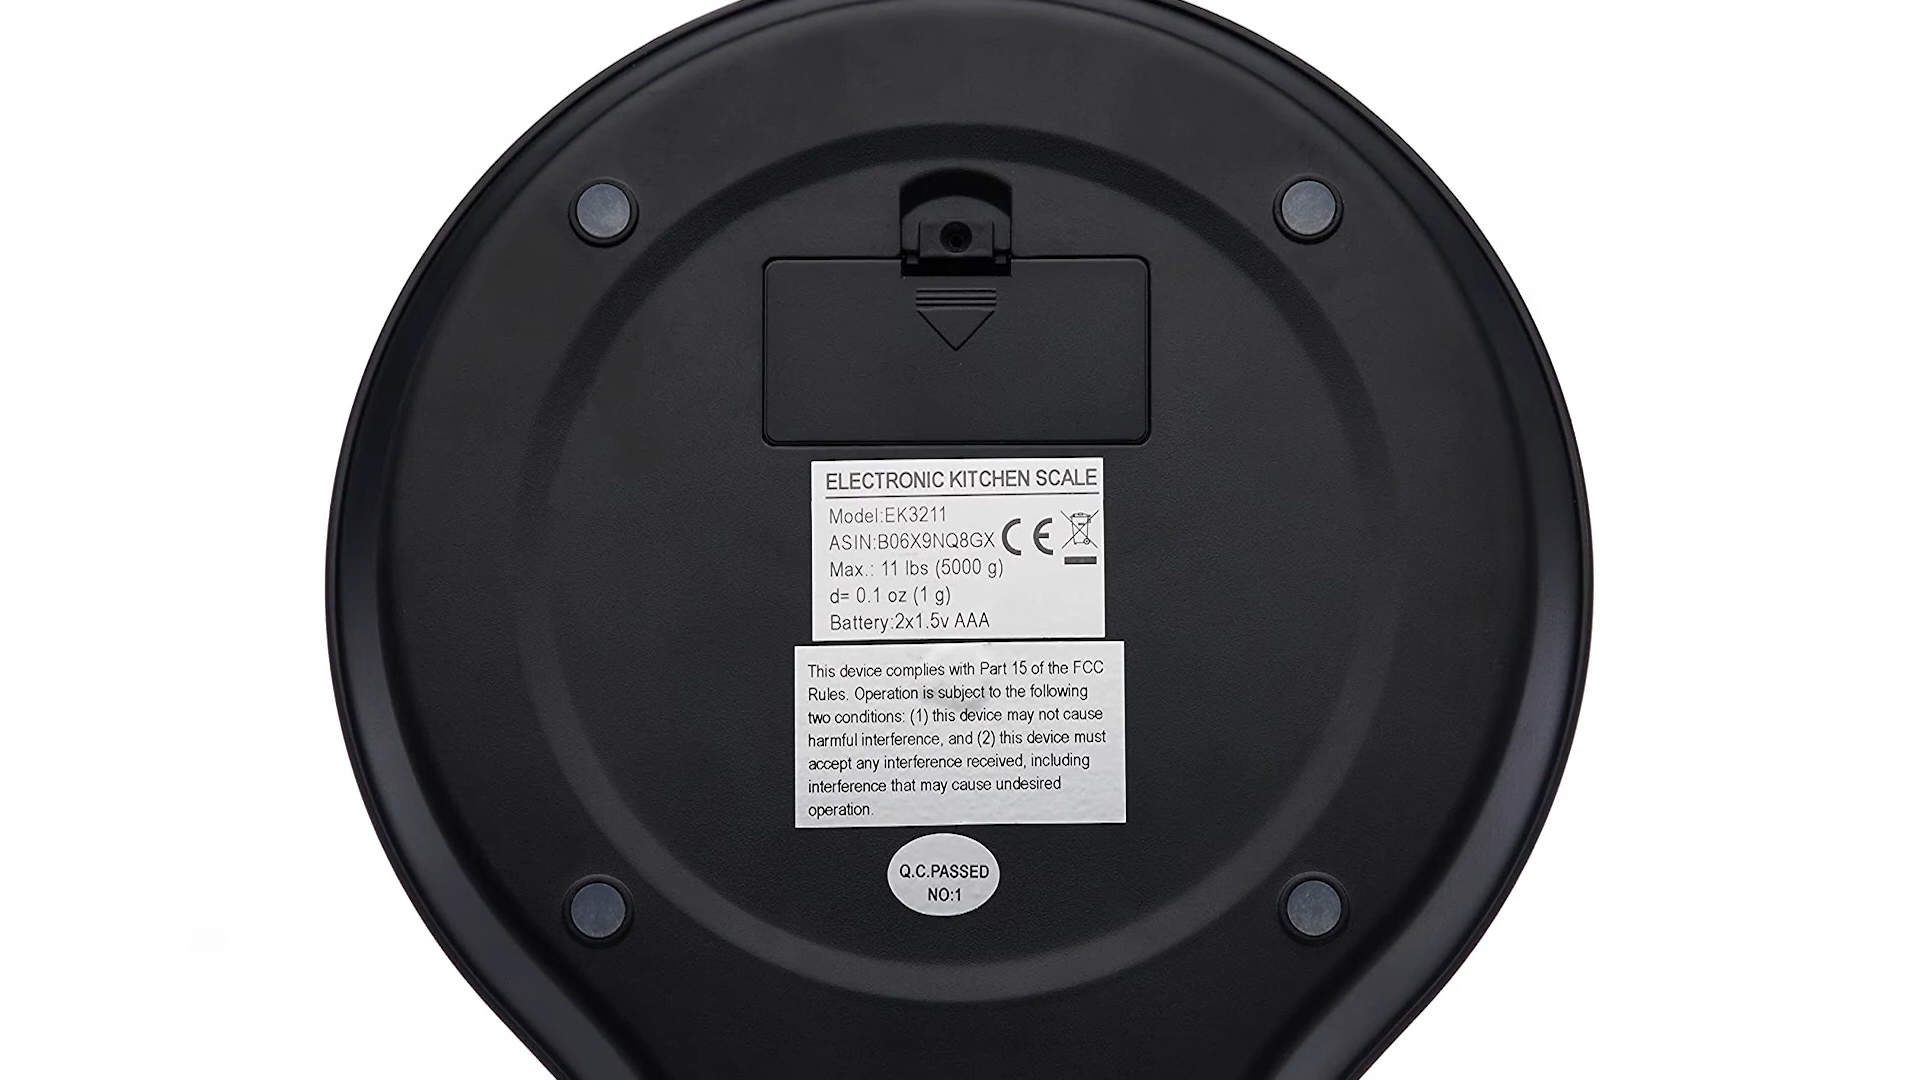 ELECTRONIC KITCHEN SCALE
Model:EK3211
ASIN:B06X9NQ8GX
CE
Max.: 11 lbs (5000 g)
d= 0.1 oz (1 g)
Battery:2x1.5v AAA
This device complies with Part 15 of the FCC
Rules. Operation is subject to the following
two conditions: (1) this device may not cause
harmful interference, and (2) this device must
accept any interference received, including
interference that may cause undesired
operation.
Q.C.PASSED
NO:1